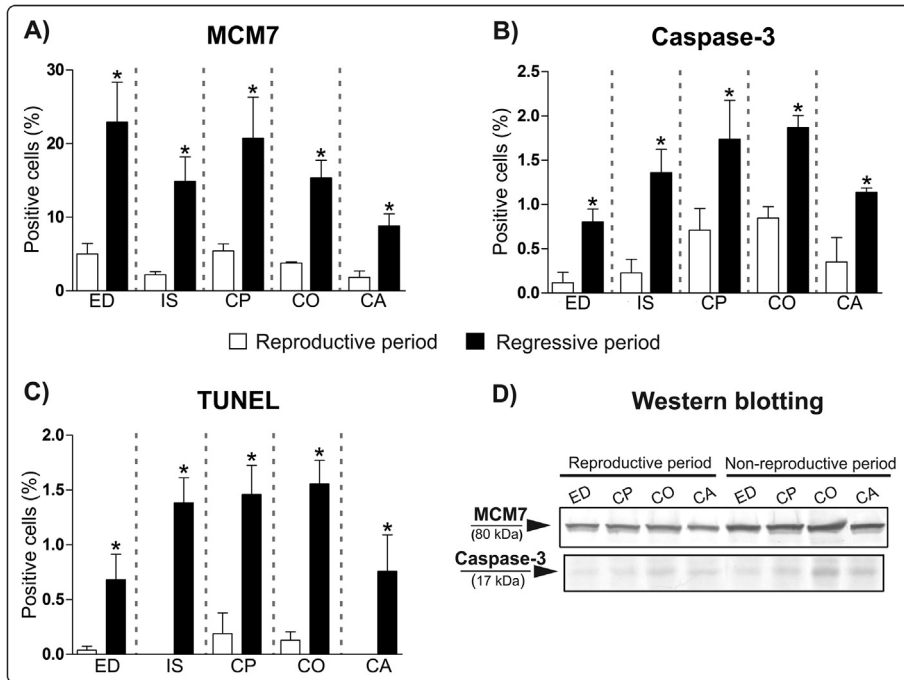 A)
MCM7
Positive cells (%)
30
20
10
0
ED IS CP CO CA
* * * * *
B)
Caspase-3
Positive cells (%)
2.5
2.0
1.5
1.0
0.5
0.0
ED IS CP CO CA
* * * * *
Reproductive period Regressive period
C)
TUNEL
Positive cells (%)
2.0
1.5
1.0
0.5
0.0
ED IS CP CO CA
* * * * *
D)
Western blotting
Reproductive period Non-reproductive period
ED CP CO CA ED CP CO CA
MCM7
(80 kDa)
Caspase-3
(17 kDa)